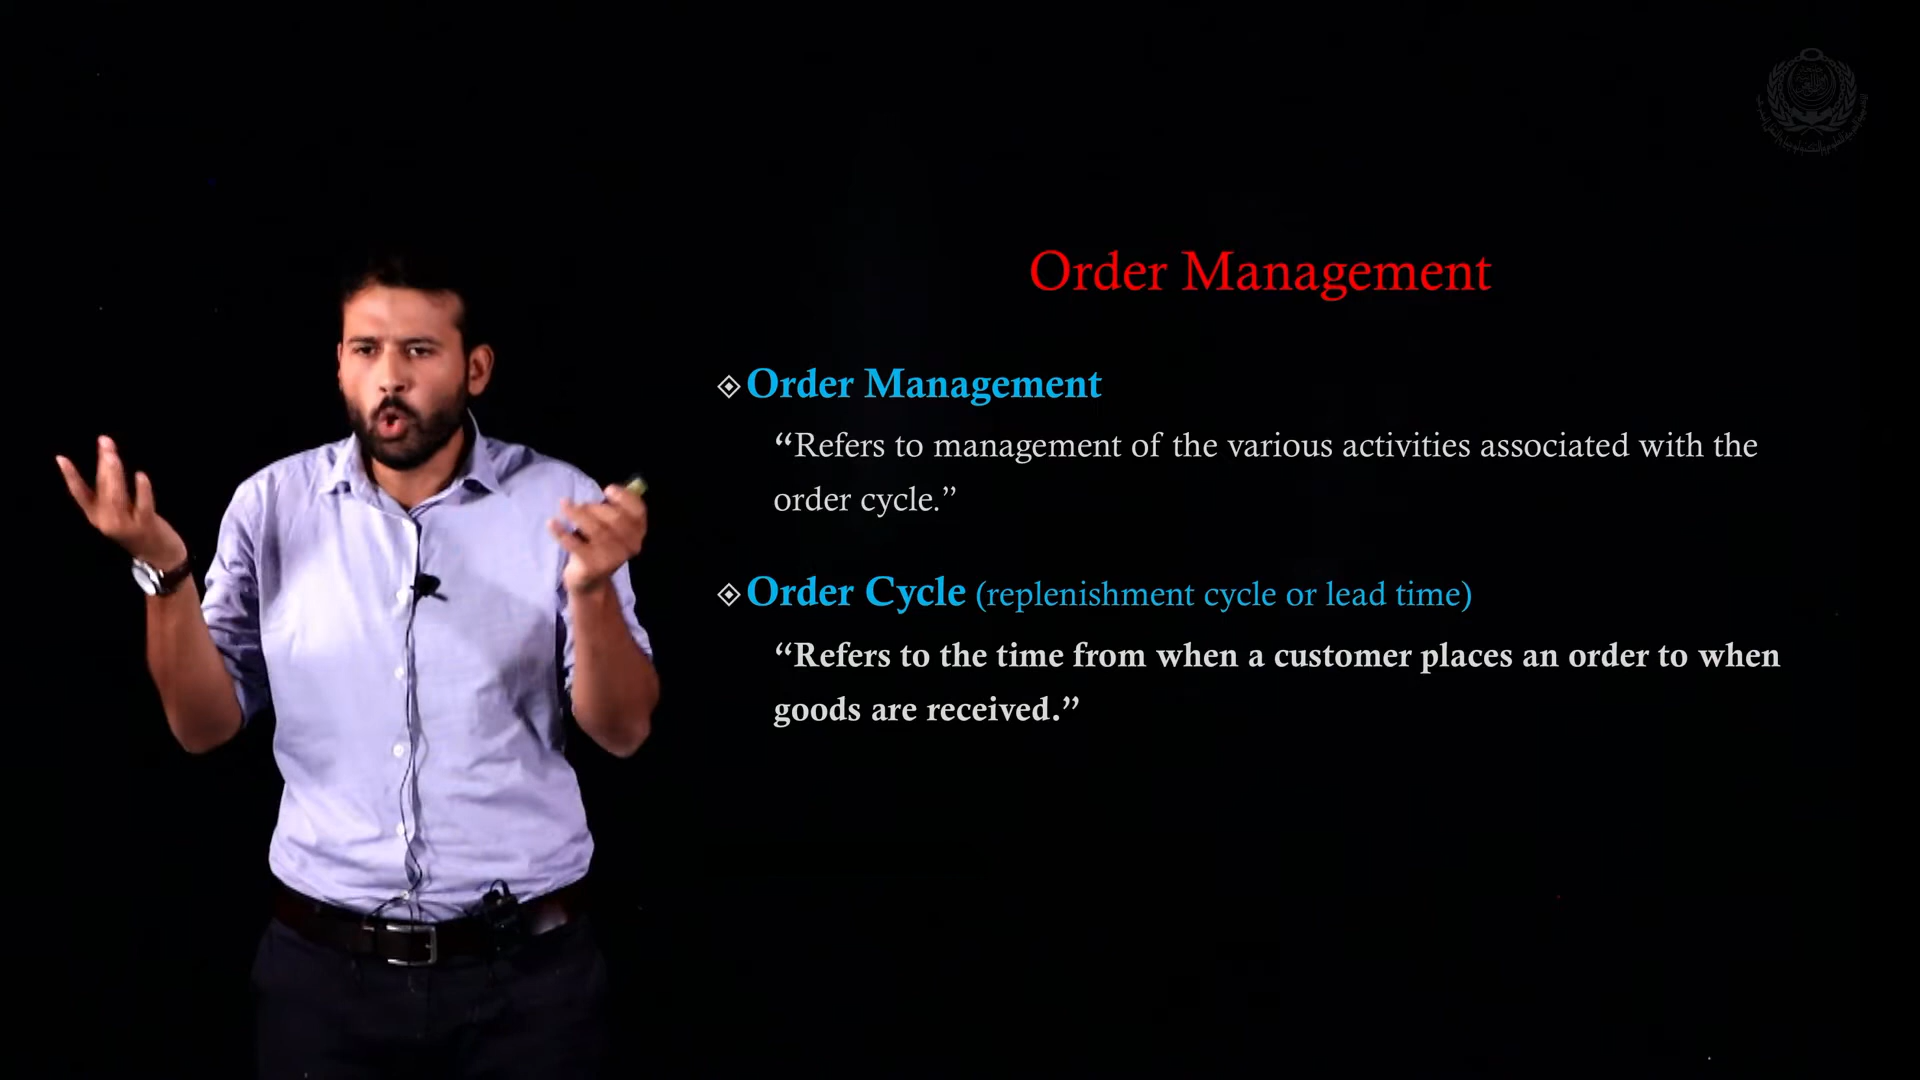 Order Management
Order Management
“Refers to management of the various activities associated with the
order cycle.”
Order Cycle (replenishment cycle or lead time)
“Refers to the time from when a customer places an order to when
goods are received.”